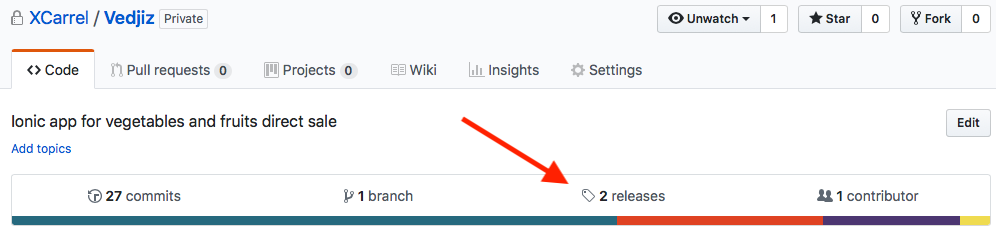 XCarrel / Vedjiz Private Unwatch 1 Star 0 Fork 0
Code Pull requests 0 Projects 0 Wiki Insights Settings
Ionic app for vegetables and fruits direct sale Edit
Add topics
27 commits 1 branch 2 releases 1 contributor